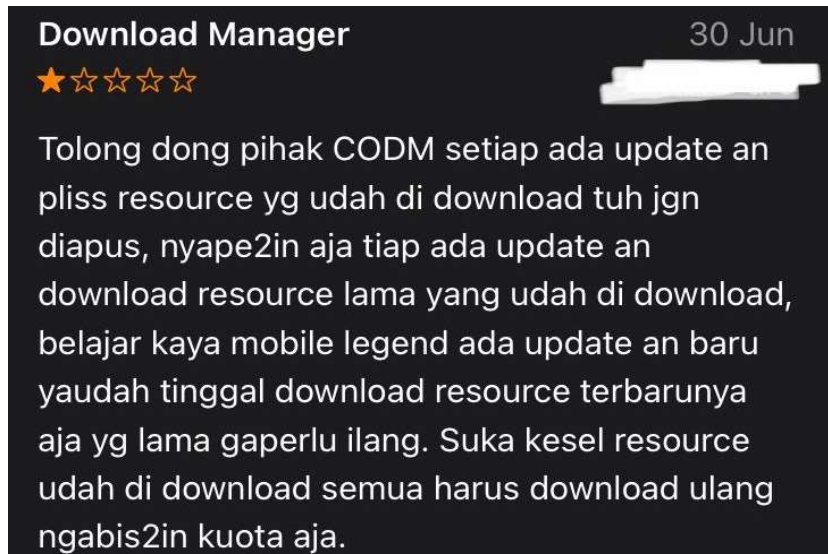 Download Manager
30 Jun
Tolong dong pihak CODM setiap ada update an
pliss resource yg udah di download tuh jgn
diapus, nyape2in aja tiap ada update an
download resource lama yang udah di download,
belajar kaya mobile legend ada update an baru
yaudah tinggal download resource terbarunya
aja yg lama gaperlu ilang. Suka kesel resource
udah di download semua harus download ulang
ngabis2in kuota aja.